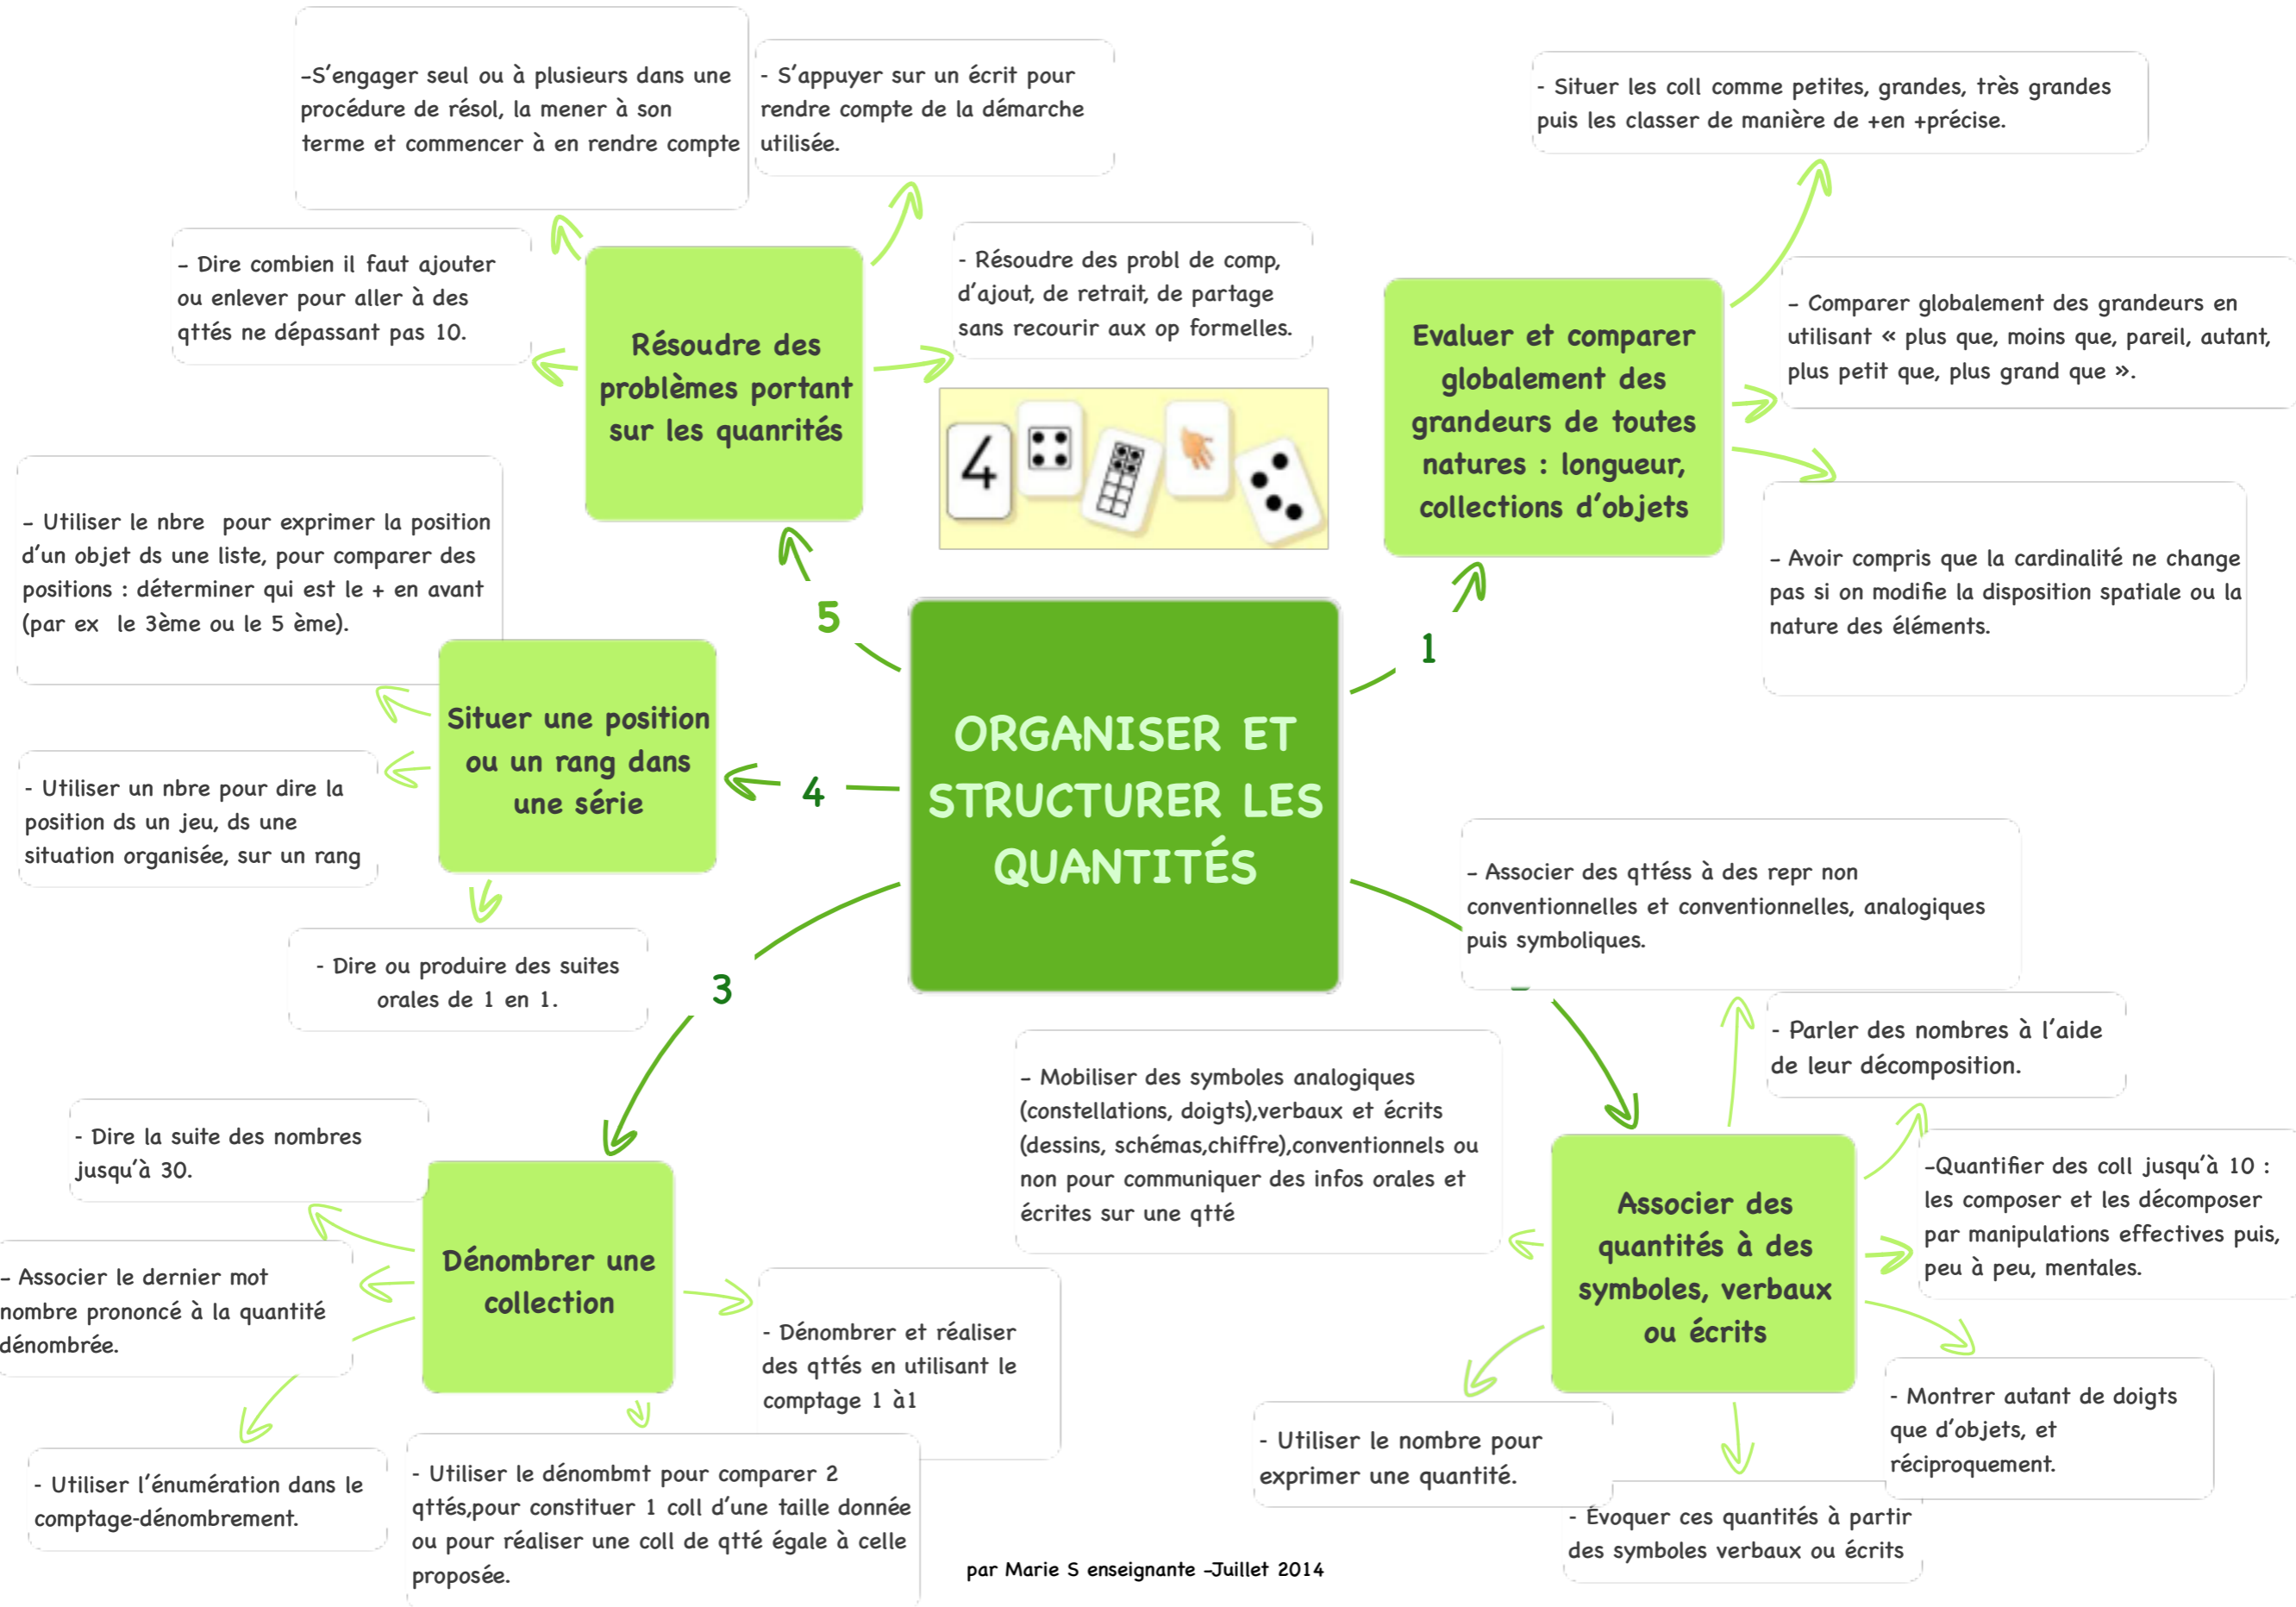 -S'engager seul ou à plusieurs dans une
procédure de résol, la mener à son
terme et commencer à en rendre compte
- S'appuyer sur un écrit pour
rendre compte de la démarche
utilisée.
- Dire combien il faut ajouter
ou enlever pour aller à des
qttés ne dépassant pas 10.
- Résoudre des probl de comp,
d'ajout, de retrait, de partage
sans recourir aux op formelles.
Résoudre des
problèmes portant
sur les quanrités
4
- Situer les coll comme petites, grandes, très grandes
puis les classer de manière de +en +précise.
- Comparer globalement des grandeurs en
utilisant « plus que, moins que, pareil, autant,
plus petit que, plus grand que ».
Evaluer et comparer
globalement des
grandeurs de toutes
natures : longueur,
collections d'objets
- Avoir compris que la cardinalité ne change
pas si on modifie la disposition spatiale ou la
nature des éléments.
- Utiliser le nbre  pour exprimer la position
d'un objet ds une liste, pour comparer des
positions : déterminer qui est le + en avant
(par ex  le 3ème ou le 5 ème).
5
1
Situer une position
ou un rang dans
une série
4
ORGANISER ET
STRUCTURER LES
QUANTITÉS
- Utiliser un nbre pour dire la
position ds un jeu, ds une
situation organisée, sur un rang
- Dire ou produire des suites
orales de 1 en 1.
3
- Associer des qttéss à des repr non
conventionnelles et conventionnelles, analogiques
puis symboliques.
- Parler des nombres à l'aide
de leur décomposition.
- Mobiliser des symboles analogiques
(constellations, doigts),verbaux et écrits
(dessins, schémas,chiffre),conventionnels ou
non pour communiquer des infos orales et
écrites sur une qtté
-Quantifier des coll jusqu'à 10 :
les composer et les décomposer
par manipulations effectives puis,
peu à peu, mentales.
Associer des
quantités à des
symboles, verbaux
ou écrits
- Dire la suite des nombres
jusqu'à 30.
- Associer le dernier mot
nombre prononcé à la quantité
dénombrée.
Dénombrer une
collection
- Dénombrer et réaliser
des qttés en utilisant le
comptage 1 à1
- Utiliser l'énumération dans le
comptage-dénombrement.
- Utiliser le dénombmt pour comparer 2
qttés,pour constituer 1 coll d'une taille donnée
ou pour réaliser une coll de qtté égale à celle
proposée.
- Utiliser le nombre pour
exprimer une quantité.
- Montrer autant de doigts
que d'objets, et
réciproquement.
- Évoquer ces quantités à partir
des symboles verbaux ou écrits
par Marie S enseignante -Juillet 2014